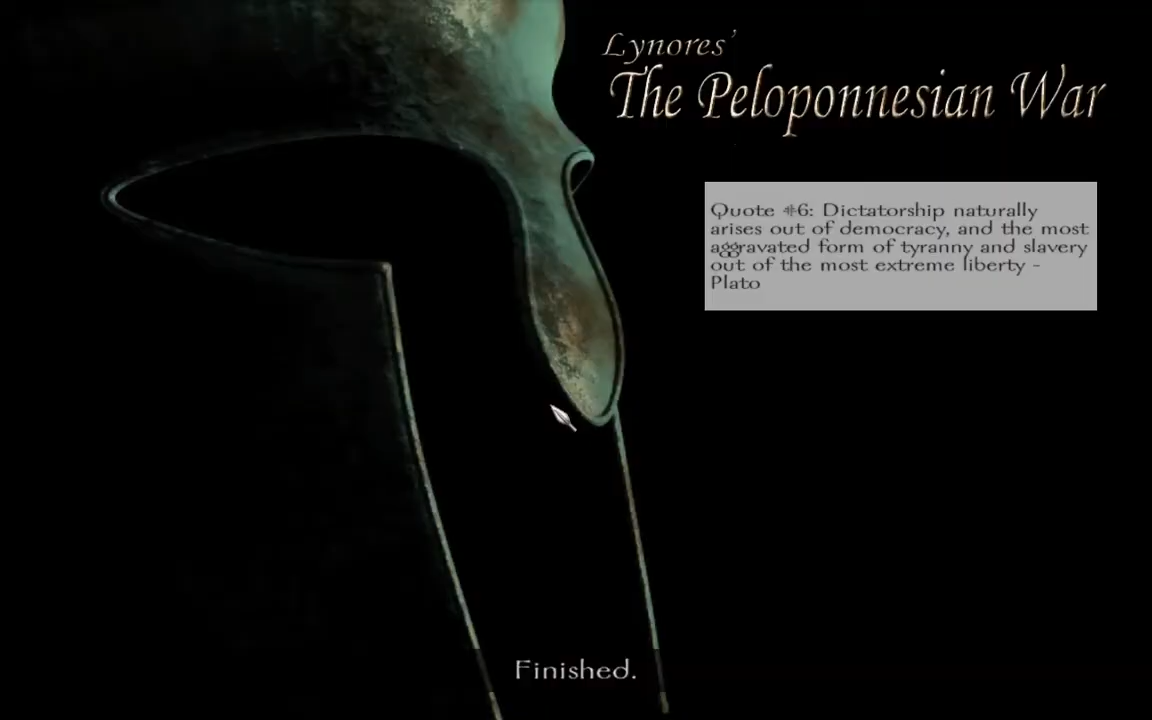 Lynores'
The Peloponnesian War
Quote #6: Dictatorship naturally
arises out of democracy, and the most
aggravated form of tyranny and slavery
out of the most extreme liberty -
Plato
Finished.